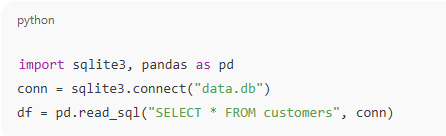 python
import sqlite3, pandas as pd
conn = sqlite3.connect("data.db")
df = pd.read_sql("SELECT * FROM customers", conn)